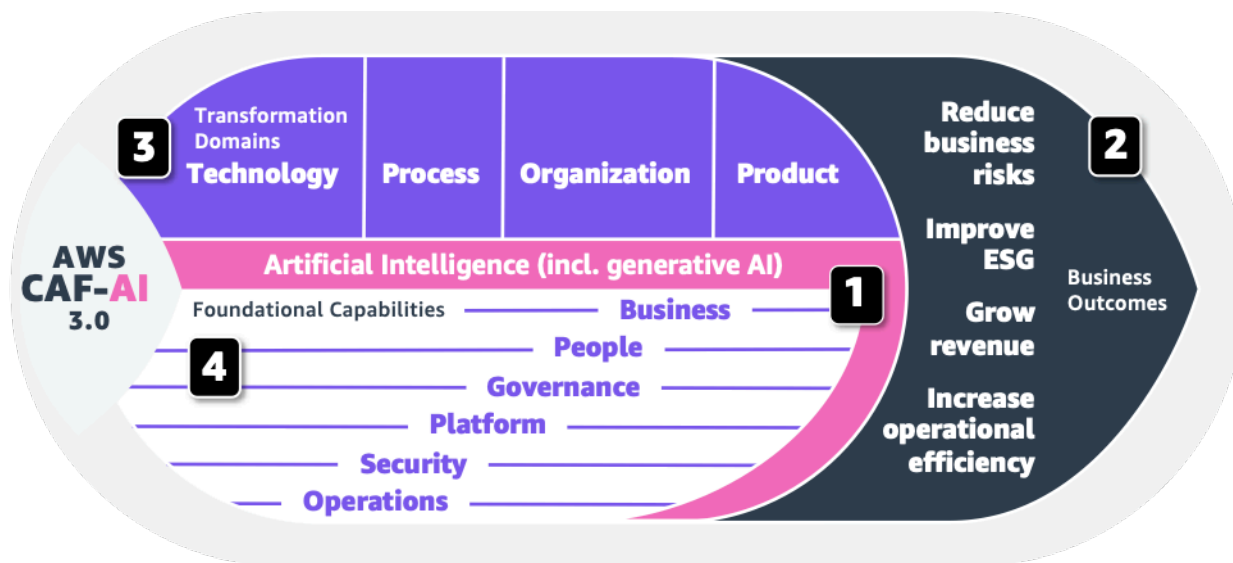 Transformation
Domains
3
Technology
Process
Organization
Product
Reduce
business
risks
2
Improve
ESG
Business
Outcomes
Grow
revenue
Increase
operational
efficiency
AWS
CAF-AI
3.0
Artificial Intelligence (incl. generative AI)
1
Foundational Capabilities
Business
4
People
Governance
Platform
Security
Operations